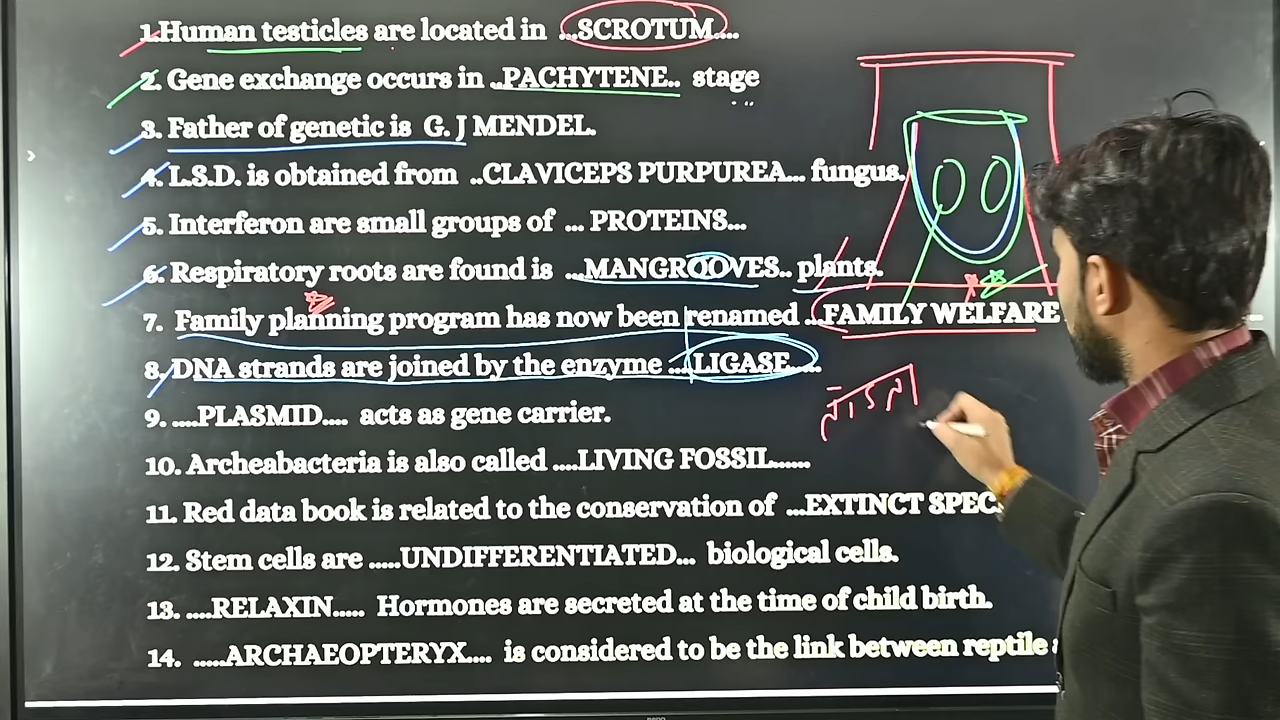 1.Human testicles are located in ...SCROTUM....
2. Gene exchange occurs in ..PACHYTENE.. stage
3. Father of genetic is G. J MENDEL.
4. L.S.D. is obtained from ..CLAVICEPS PURPUREA... fungus.
5. Interferon are small groups of ... PROTEINS...
6. Respiratory roots are found is ...MANGROOVES.. plants.
7. Family planning program has now been renamed ...FAMILY WELFARE
8. DNA strands are joined by the enzyme ....LIGASE.....
9. ....PLASMID.... acts as gene carrier.
10. Archeabacteria is also called ....LIVING FOSSIL......
11. Red data book is related to the conservation of ...EXTINCT SPEC
12. Stem cells are .....UNDIFFERENTIATED... biological cells.
13. ....RELAXIN..... Hormones are secreted at the time of child birth.
14. .....ARCHAEOPTERYX.... is considered to be the link between reptile